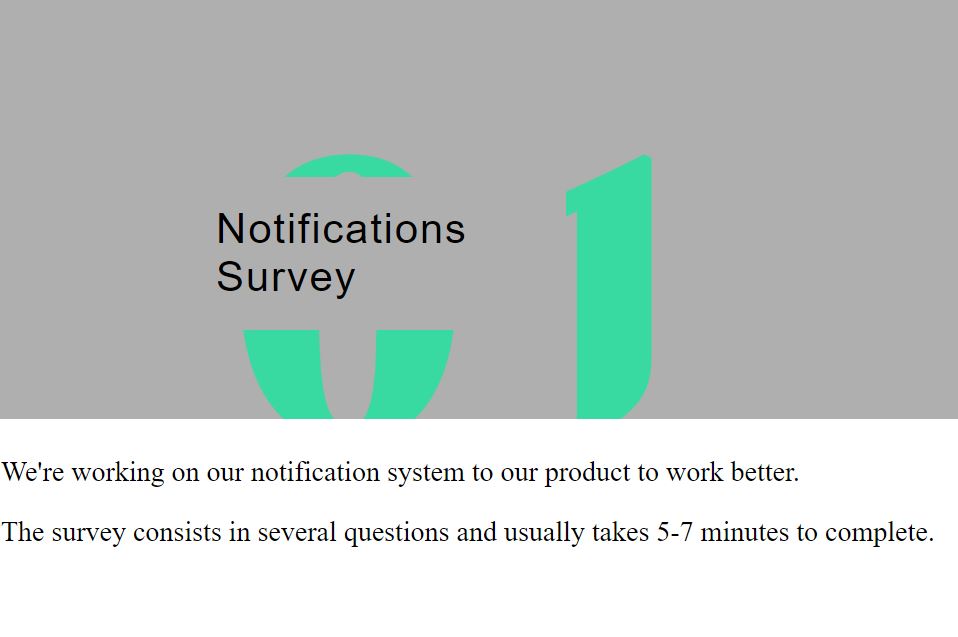 01
Notifications
Survey
We're working on our notification system to our product to work better.
The survey consists in several questions and usually takes 5-7 minutes to complete.